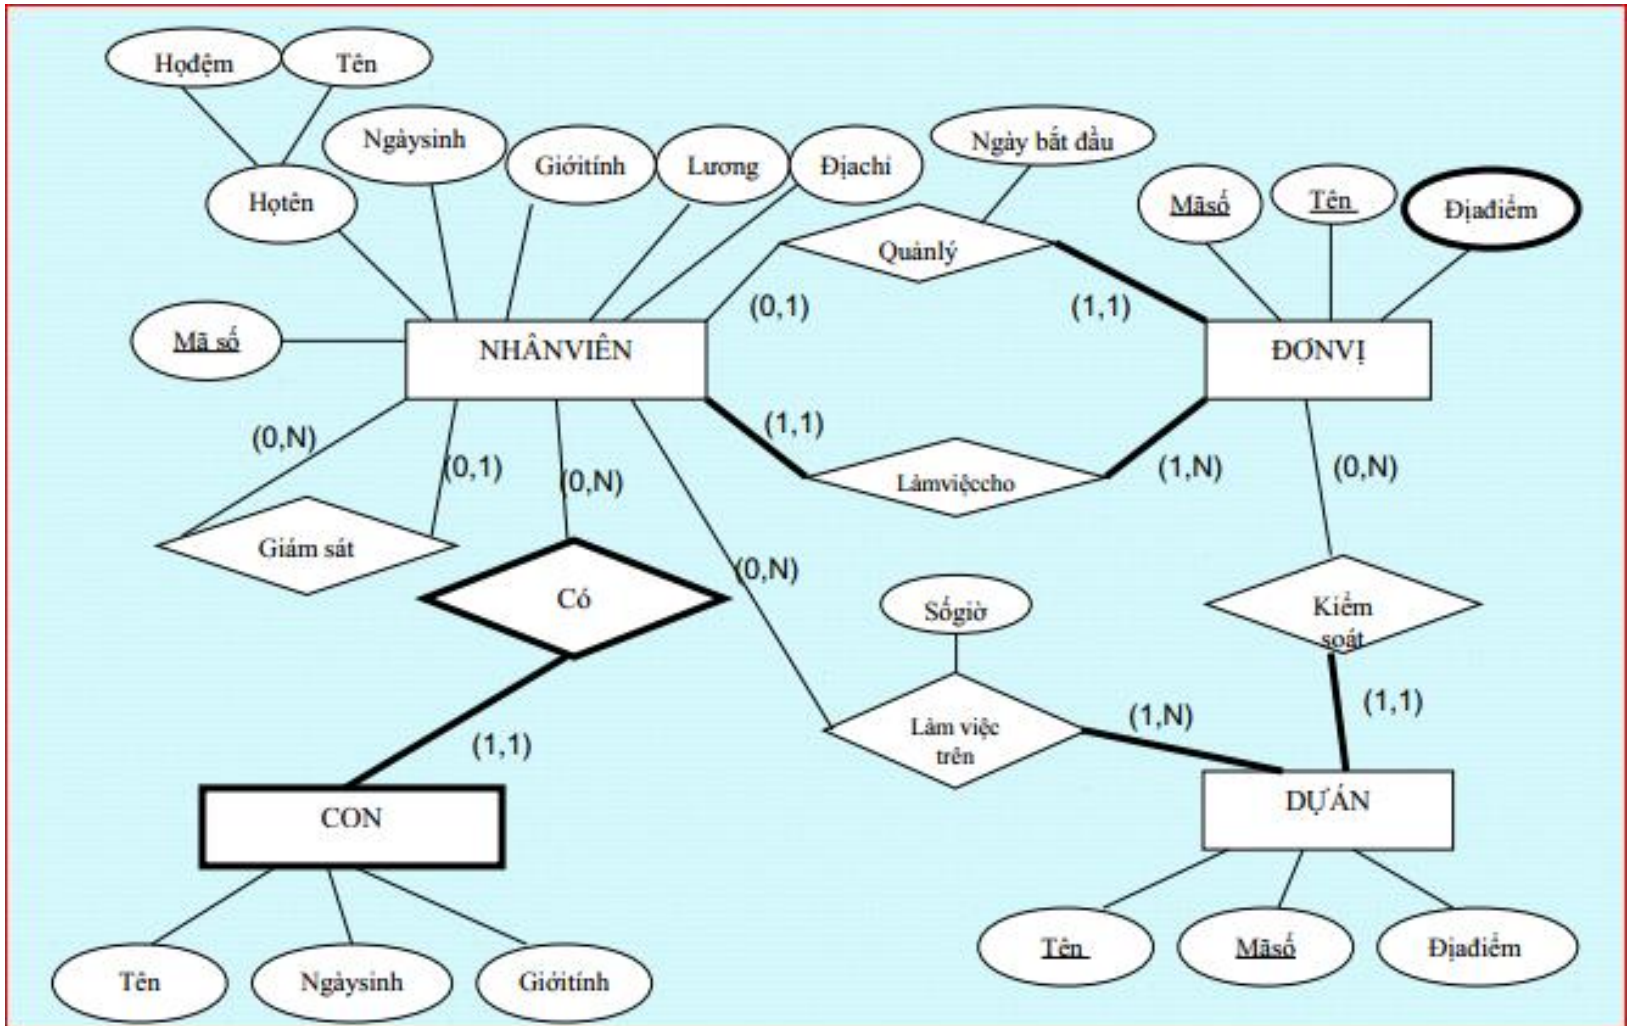 Họđệm
Tên
Ngàysinh
Giớitính
Lương
Địachỉ
Ngày bắt đầu
Họtên
Mãsố
Tên
Địađiểm
Quảnlý
(0,1)
(1,1)
Mã số
NHÂNVIÊN
ĐƠNVỊ
(0,N)
(0,1)
(0,N)
(1,1)
Làmviệccho
(1,N)
(0,N)
Giám sát
Có
(0,N)
Sốgiờ
Kiểm
soát
(1,1)
Làm việc
trên
(1,N)
(1,1)
CON
DỰÁN
Tên
Ngàysinh
Giớitính
Tên
Mãsố
Địađiểm